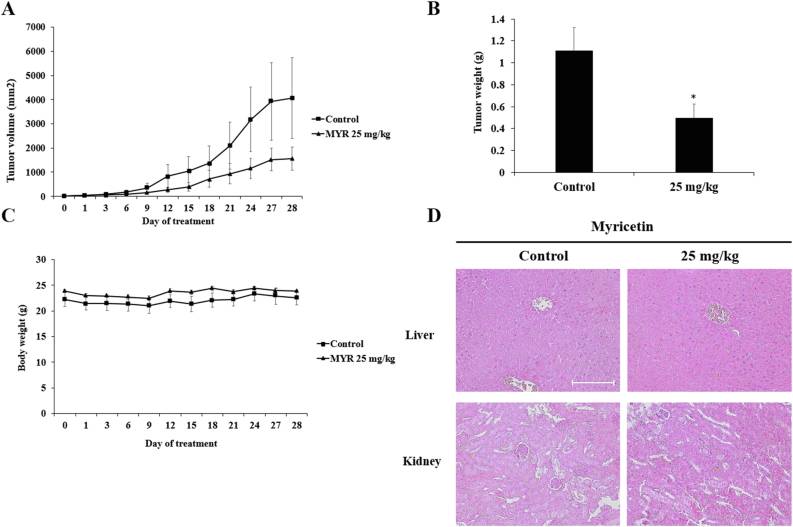 A
7000
6000
5000
4000
3000
2000
1000
0
Tumor volume (mm2)
0 1 3 6 9 12 15 18 21 24 27 28
Day of treatment
Control
MYR 25 mg/kg
B
1.4
1.2
1
0.8
0.6
0.4
0.2
0
Tumor weight (g)
*
Control 25 mg/kg
C
30
25
20
15
10
5
0
Body weight (g)
0 1 3 6 9 12 15 18 21 24 27 28
Day of treatment
Control
MYR 25 mg/kg
D
Myricetin
Control 25 mg/kg
Liver
Kidney